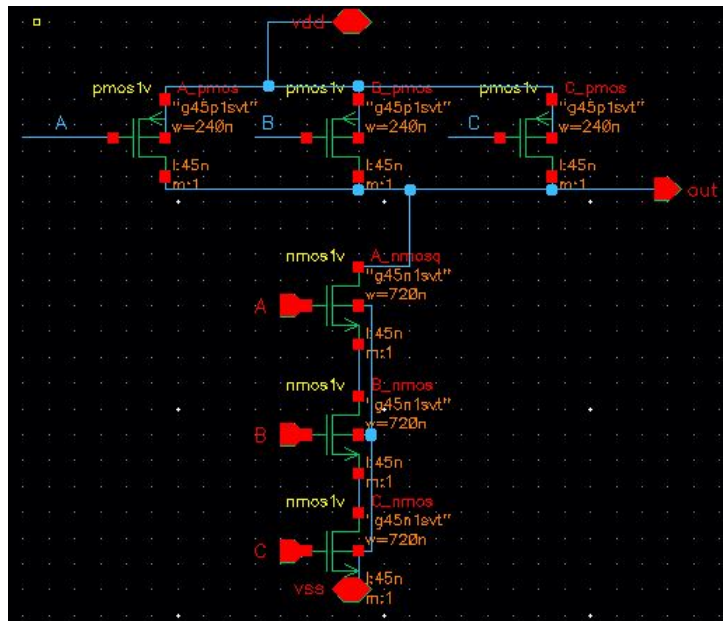 vdd
pmos1v A_pmos pmos1v B_pmos pmos1v C_pmos
"g45p1svt" "g45p1svt" "g45p1svt"
A w=240n B w=240n C w=240n
l:45n l:45n l:45n
m:1 m:1 m:1
out
nmos1v A_nmosq
"g45n1svt"
w=720n
A
l:45n
m:1
nmos1v B_nmos
"g45n1svt"
w=720n
B
l:45n
m:1
nmos1v C_nmos
"g45n1svt"
w=720n
C
l:45n
vss m:1